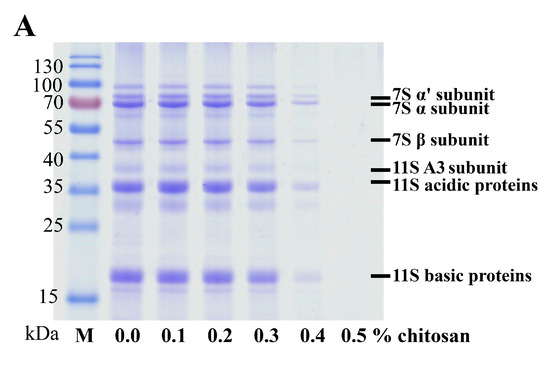 A
130
100
70
55
40
35
25
15
7S α' subunit
7S α subunit
7S β subunit
11S A3 subunit
11S acidic proteins
11S basic proteins
kDa M 0.0 0.1 0.2 0.3 0.4 0.5 % chitosan